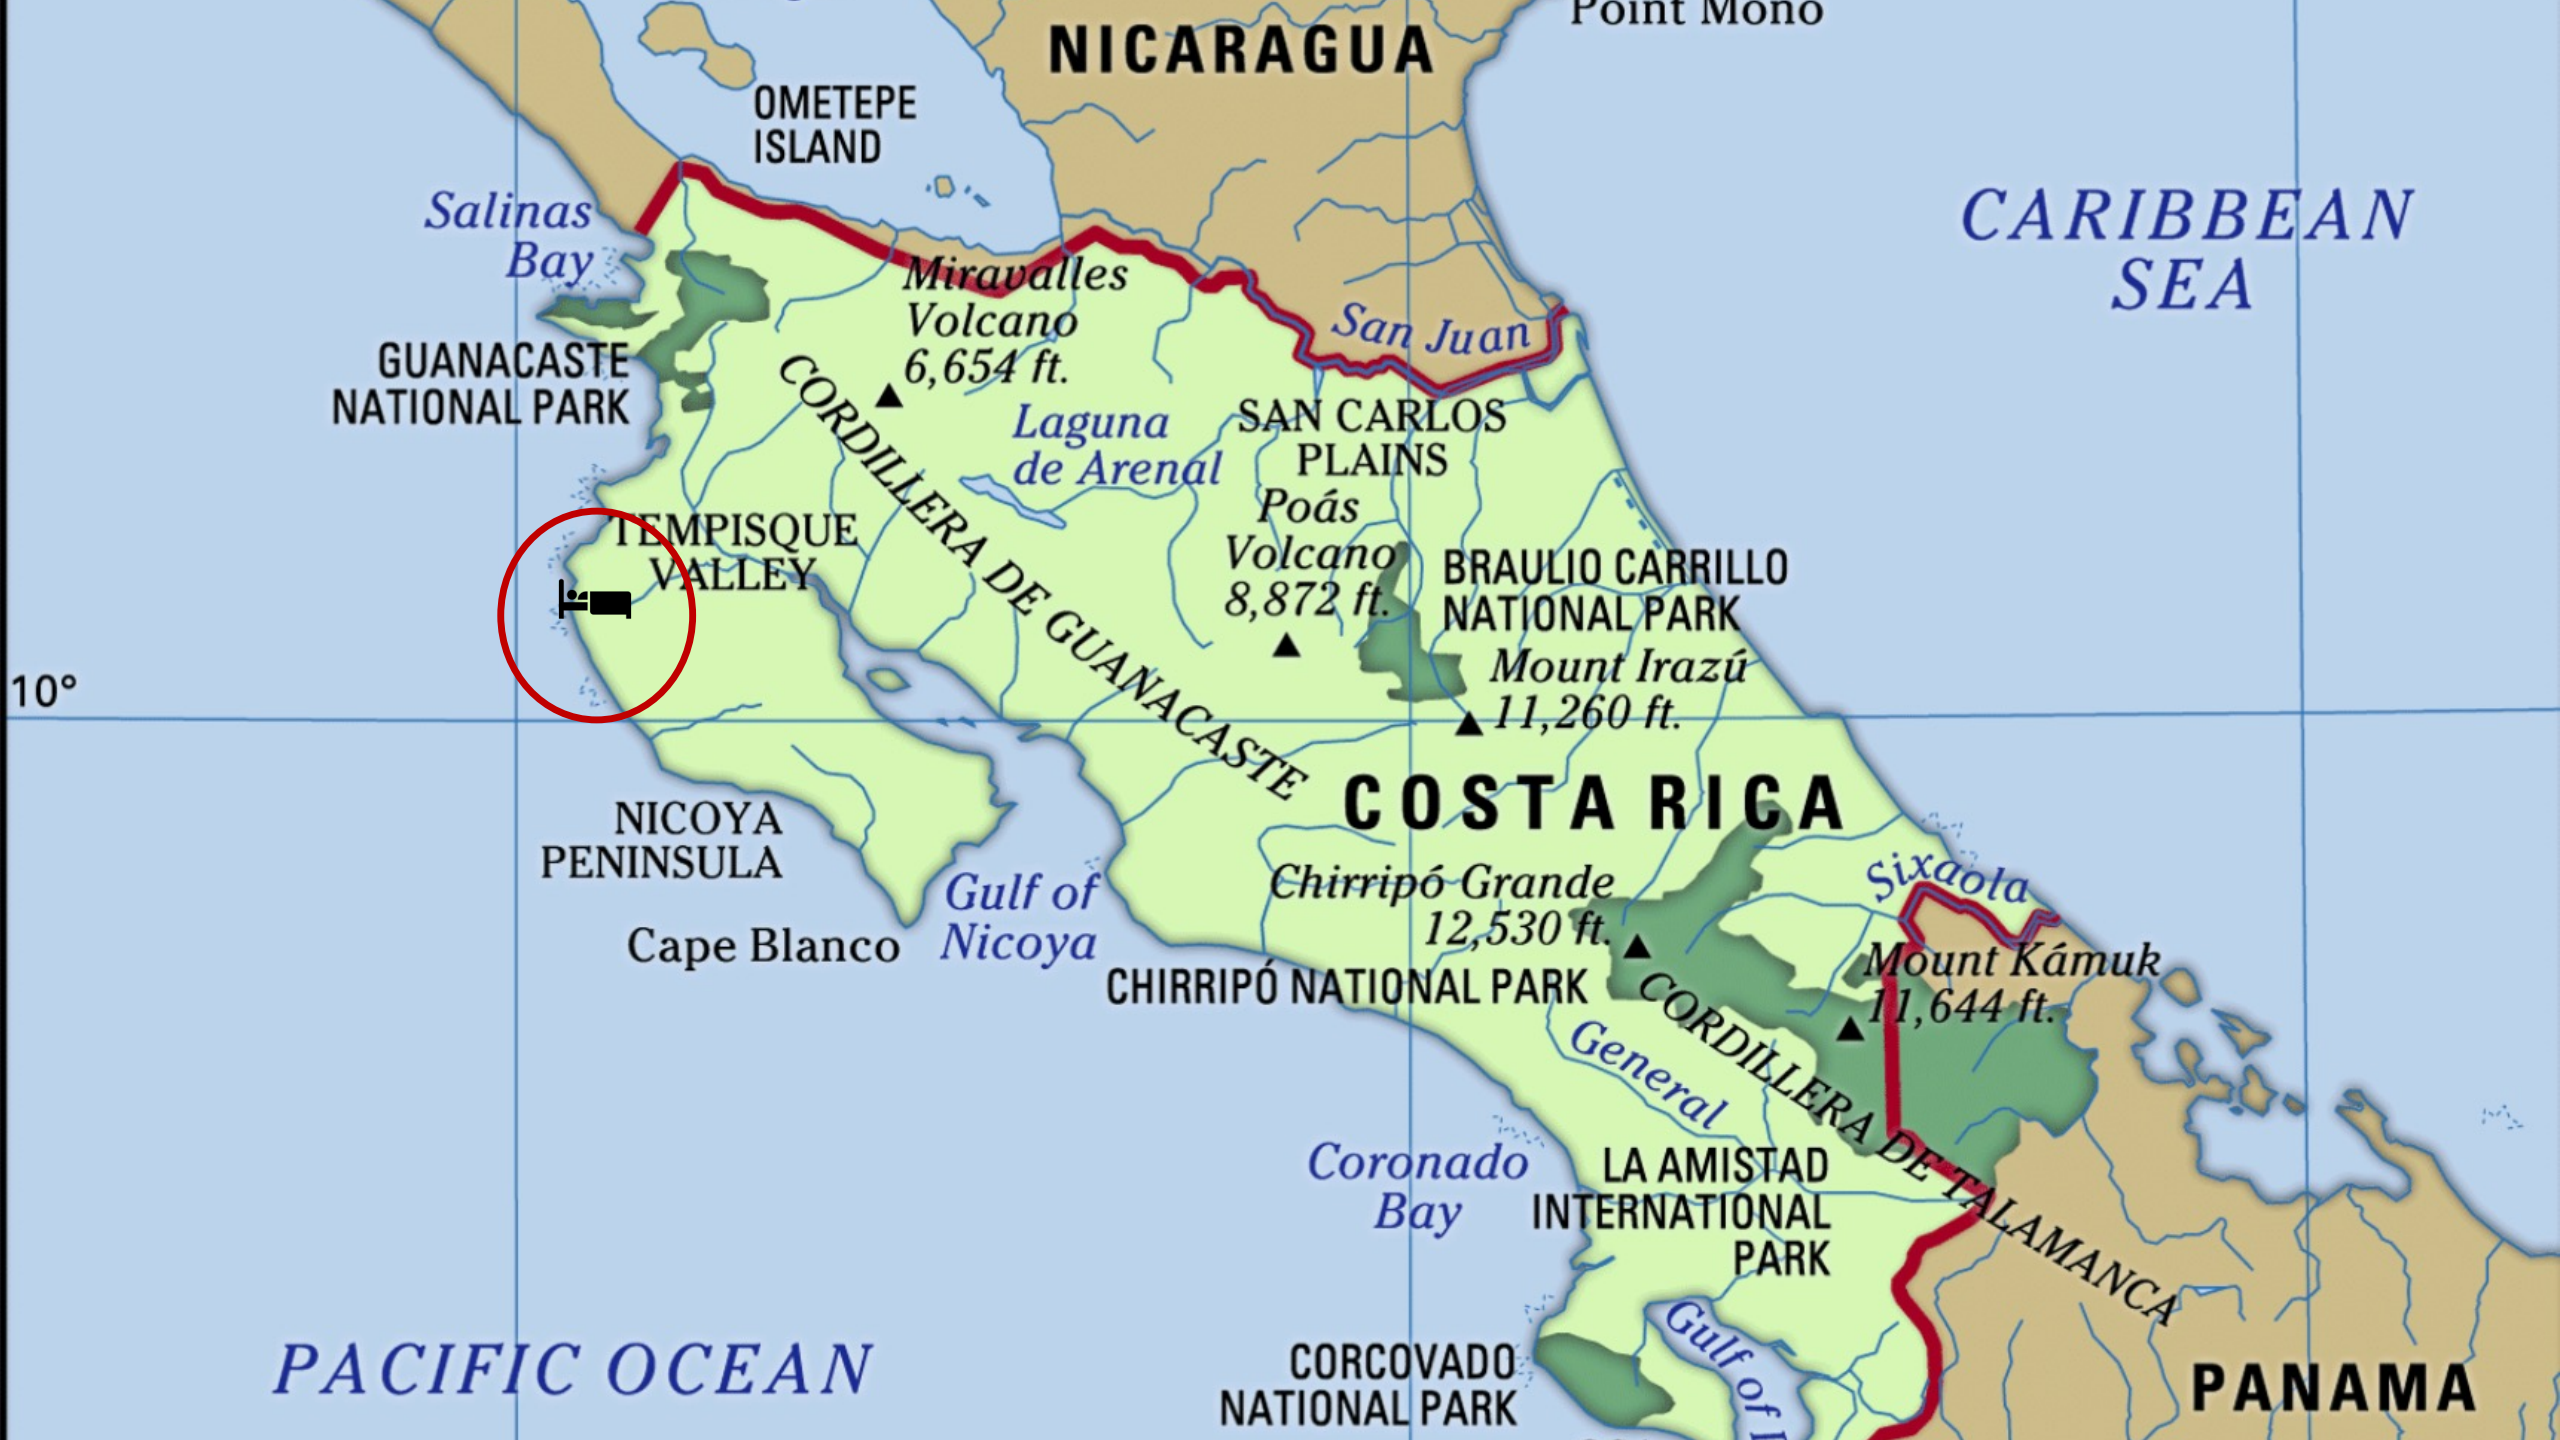 Point Mono
NICARAGUA
OMETEPE
ISLAND
Salinas
Bay
CARIBBEAN
SEA
Miravalles
Volcano
6,654 ft.
San Juan
GUANACASTE
NATIONAL PARK
CORDILLERA DE GUANACASTE
Laguna
de Arenal
SAN CARLOS
PLAINS
Poás
Volcano
8,872 ft.
TEMPISQUE
VALLEY
BRAULIO CARRILLO
NATIONAL PARK
Mount Irazú
11,260 ft.
10°
COSTA RICA
NICOYA
PENINSULA
Cape Blanco
Gulf of
Nicoya
Chirripó Grande
12,530 ft.
CHIRRIPÓ NATIONAL PARK
Sixaola
Mount Kámuk
11,644 ft.
CORDILLERA DE TALAMANCA
General
Coronado
Bay
LA AMISTAD
INTERNATIONAL
PARK
PACIFIC OCEAN
CORCOVADO
NATIONAL PARK
Gulf of
PANAMA